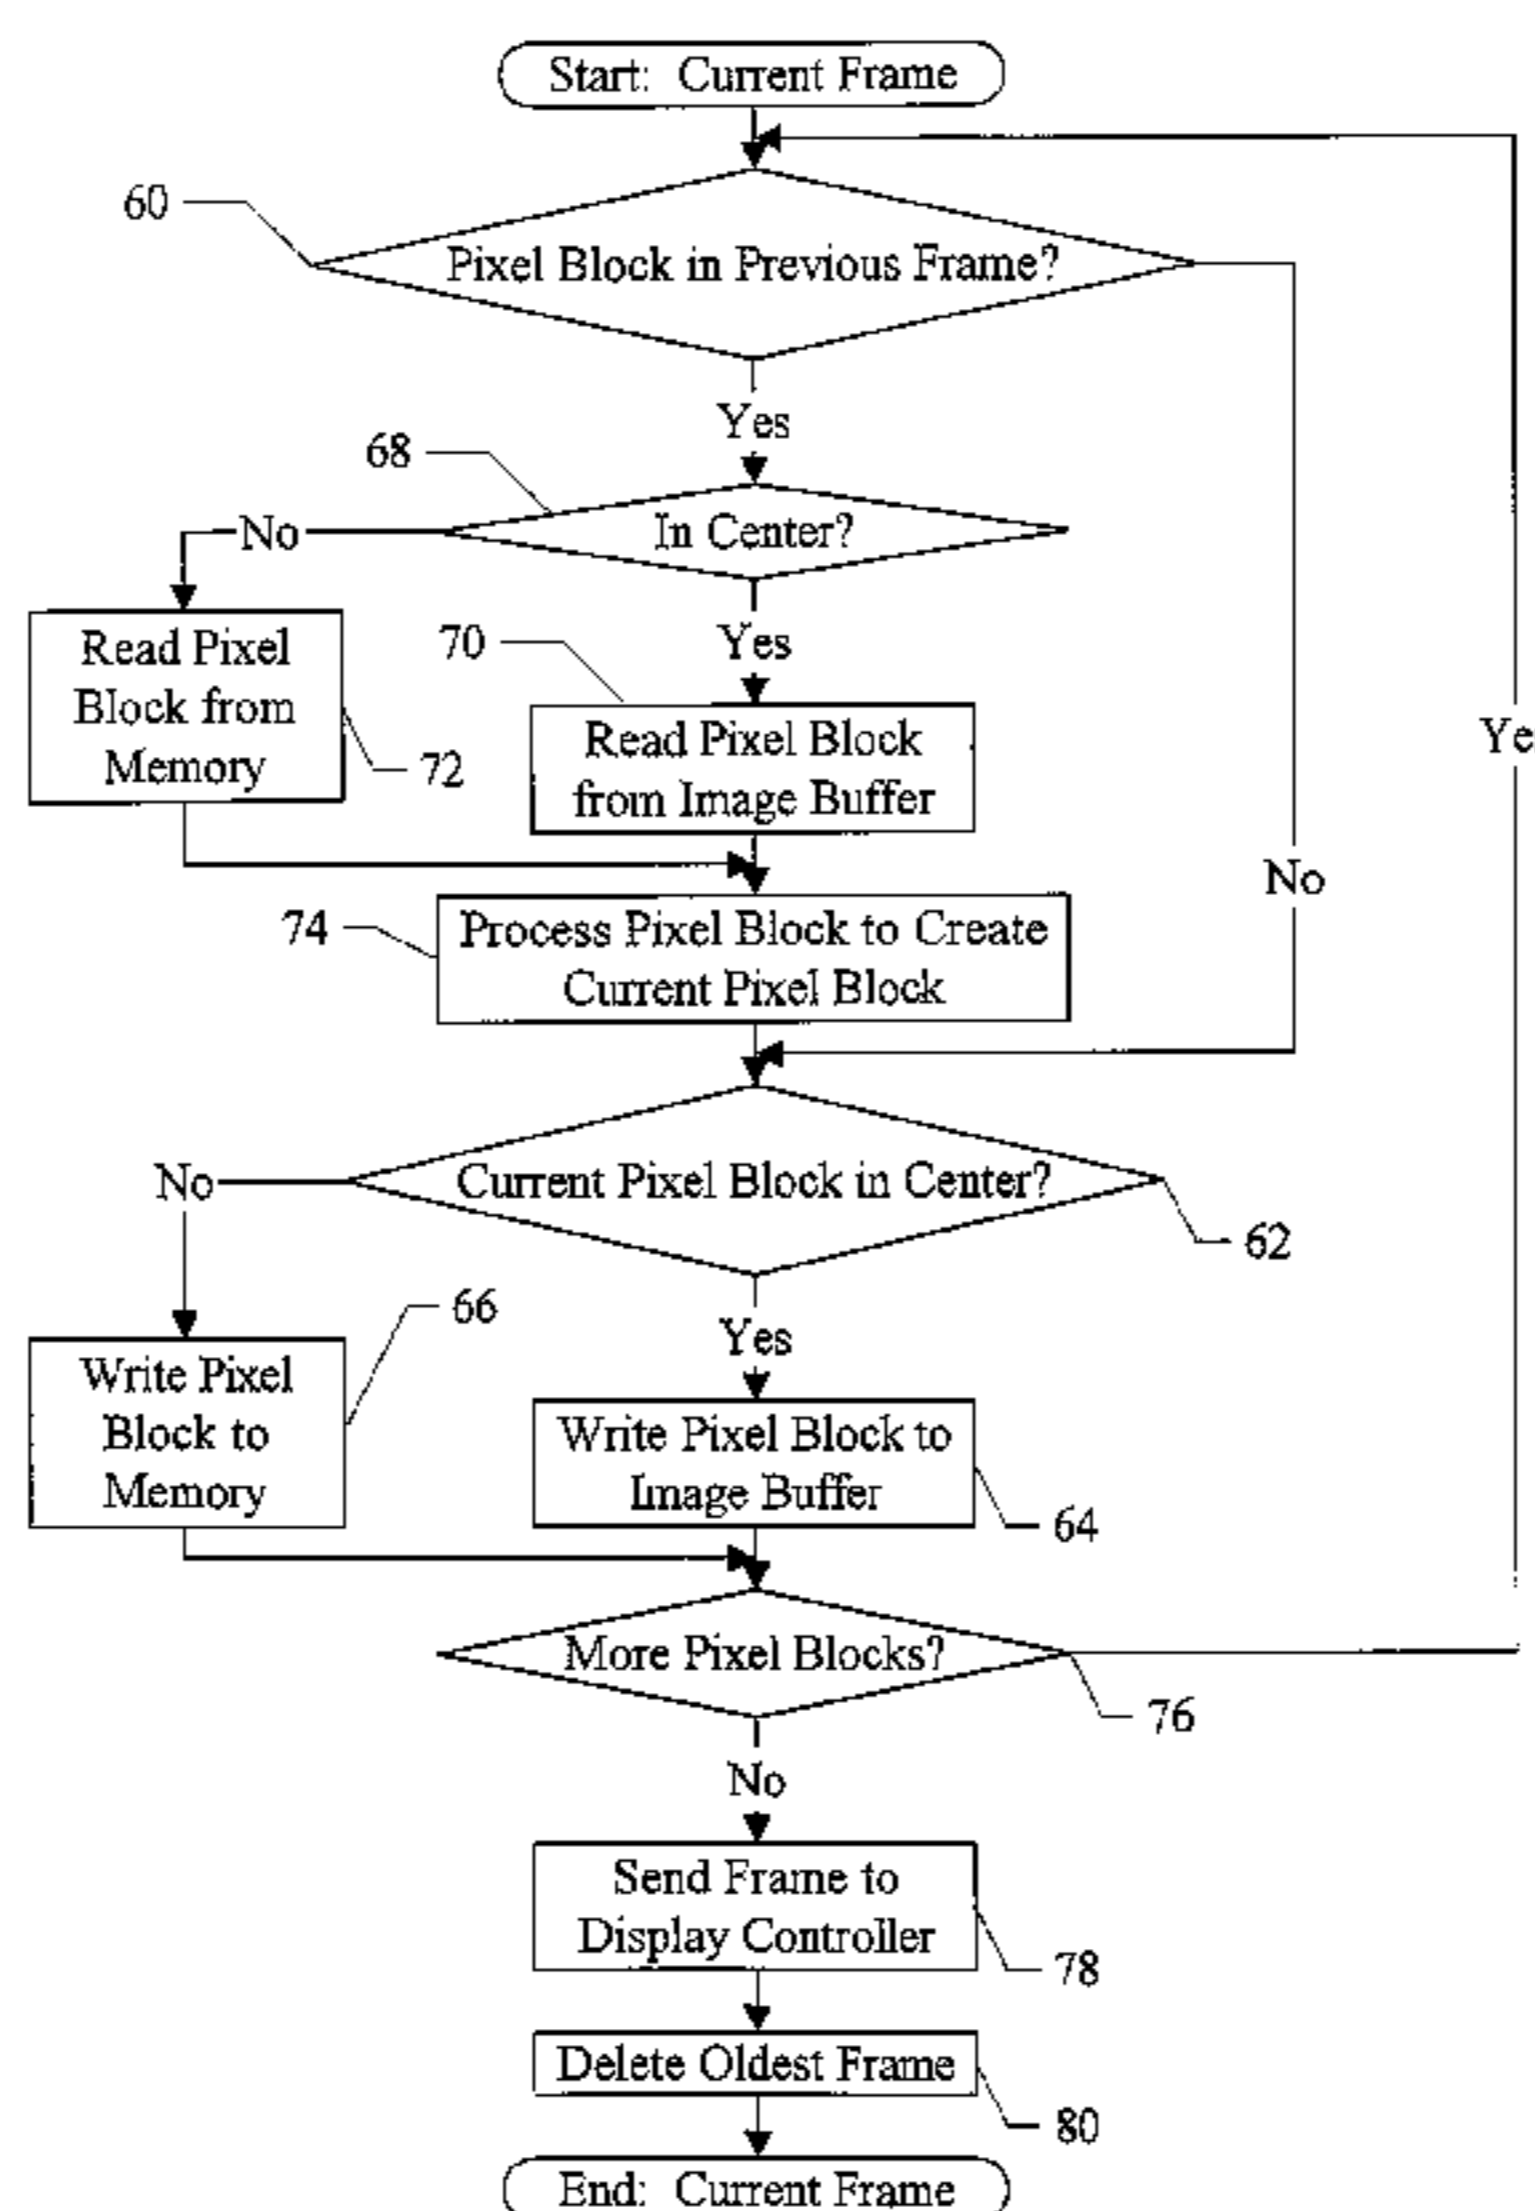 Start: Current Frame
60
Pixel Block in Previous Frame?
Yes
68
In Center?
No
Read Pixel
Block from
Memory
72
70
Yes
Read Pixel Block
from Image Buffer
Ye
No
74
Process Pixel Block to Create
Current Pixel Block
No
Current Pixel Block in Center?
62
66
Yes
Write Pixel
Block to
Memory
Write Pixel Block to
Image Buffer
64
More Pixel Blocks?
76
No
Send Frame to
Display Controller
78
Delete Oldest Frame
80
End: Current Frame